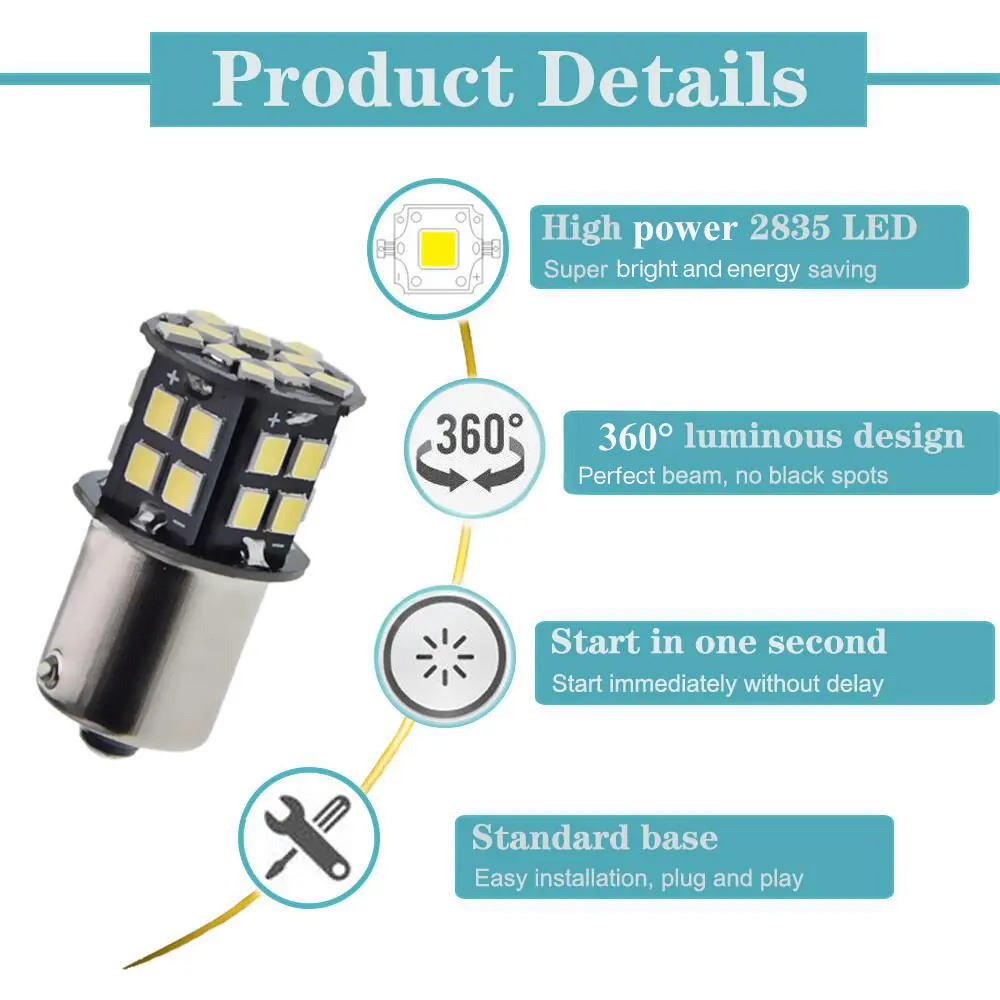 Product Details
High power 2835 LED
Super bright and energy saving
360°
360° luminous design
Perfect beam, no black spots
Start in one second
Start immediately without delay
Standard base
Easy installation, plug and play